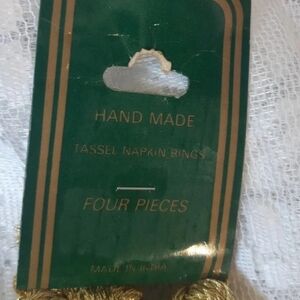 HAND MADE
TASSEL NAPKIN RINGS
FOUR PIECES
MADE IN INDIA